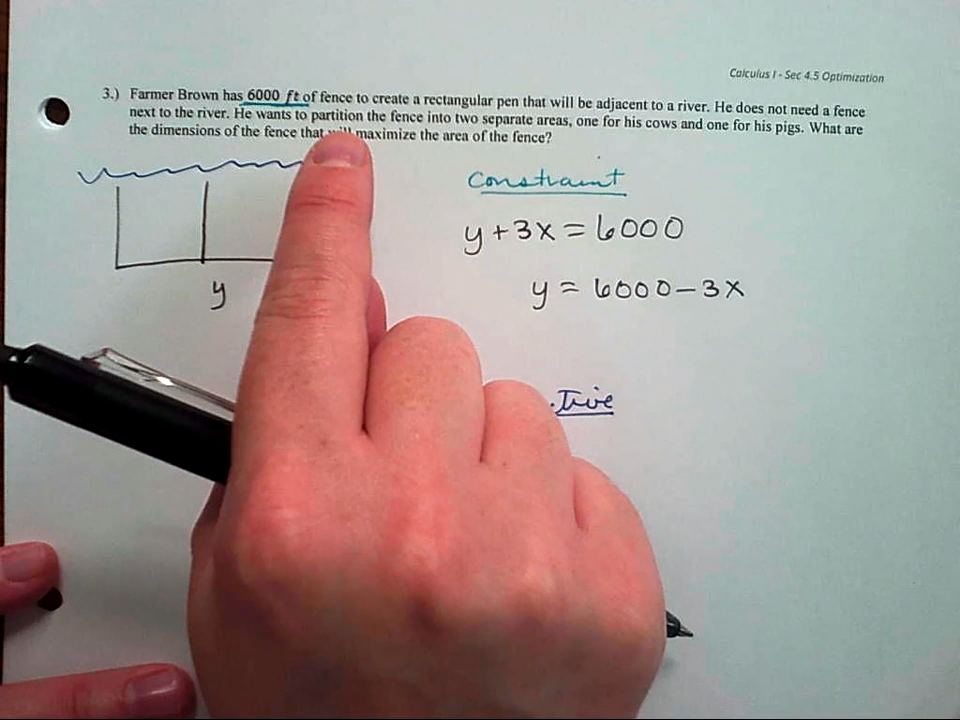 Calculus I - Sec 4.5 Optimization
3.) Farmer Brown has 6000 ft of fence to create a rectangular pen that will be adjacent to a river. He does not need a fence
next to the river. He wants to partition the fence into two separate areas, one for his cows and one for his pigs. What are
the dimensions of the fence that will maximize the area of the fence?
Constraint
y + 3x = 6000
y = 6000 - 3x
y